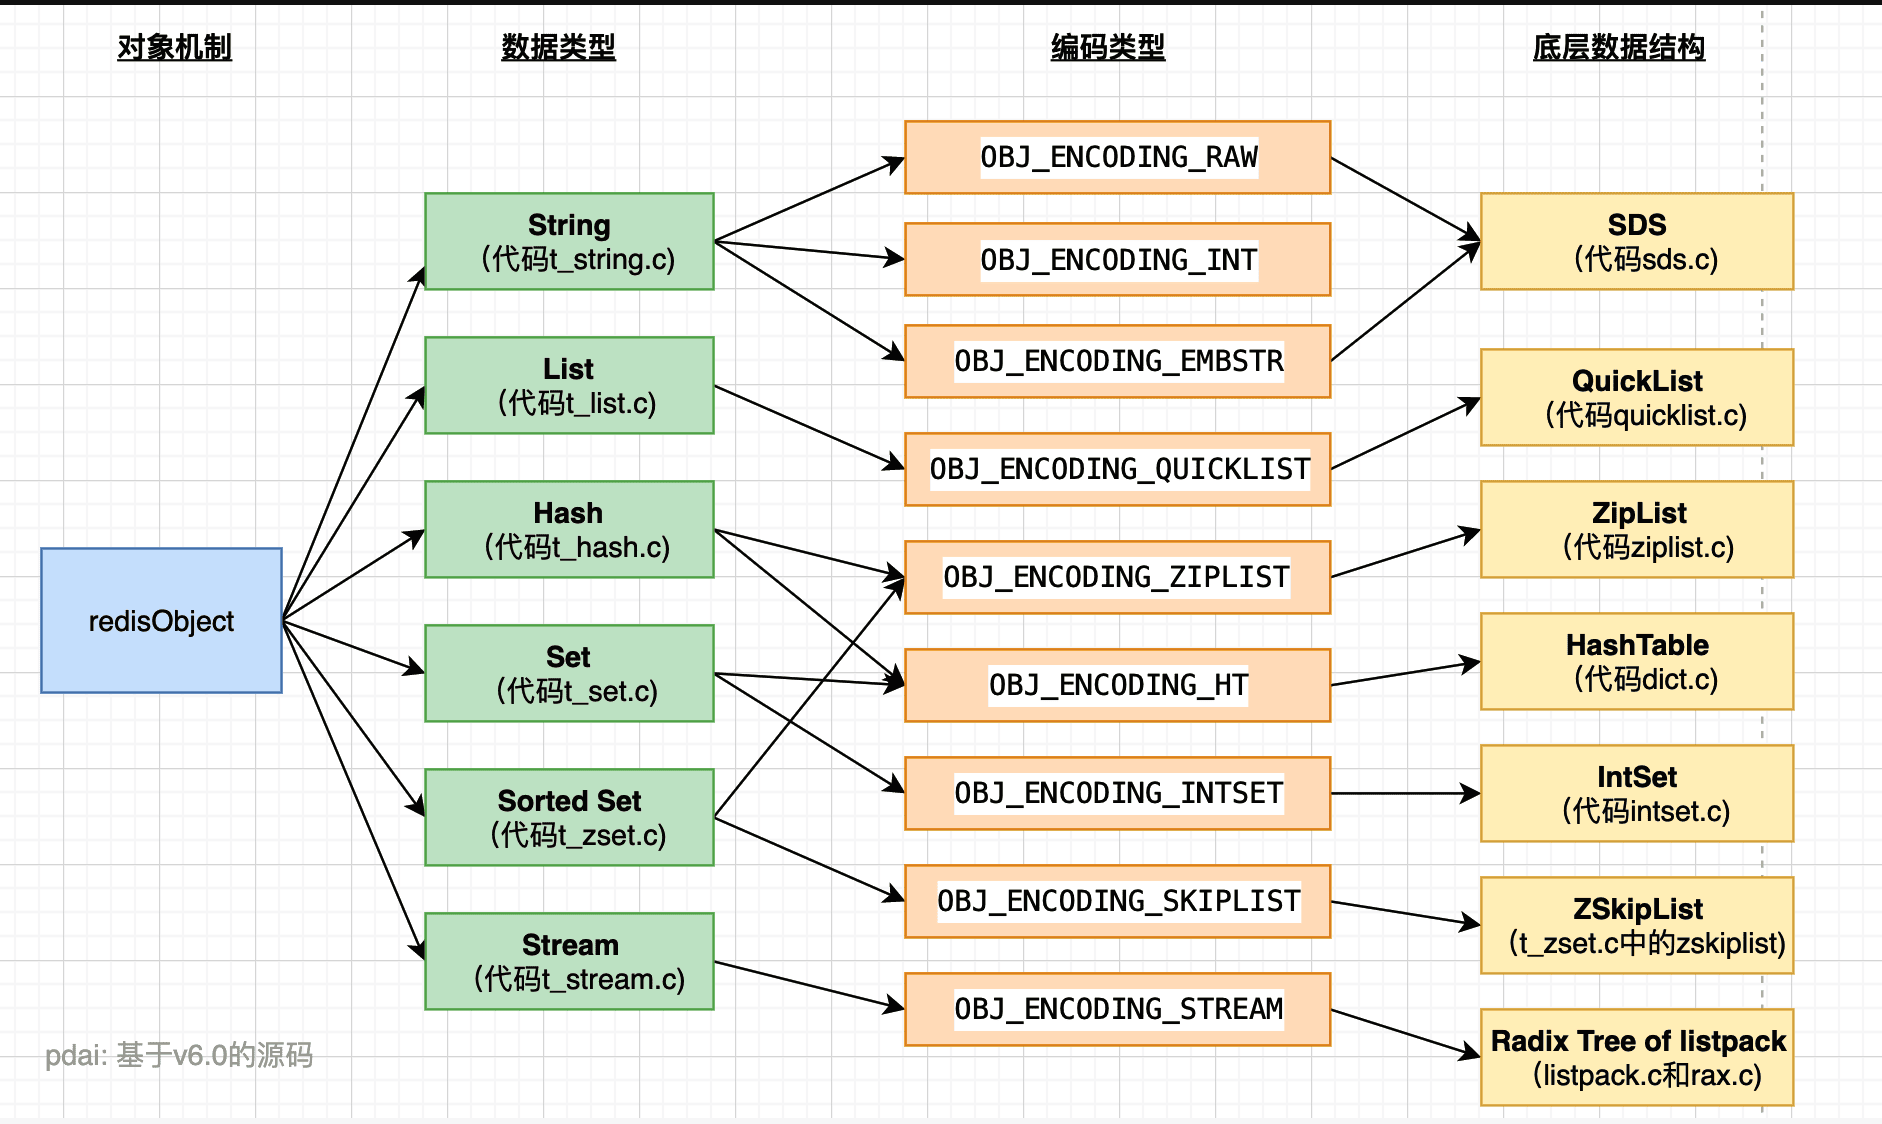 对象机制
数据类型
编码类型
底层数据结构
redisObject
String
(代码t_string.c)
List
(代码t_list.c)
Hash
(代码t_hash.c)
Set
(代码t_set.c)
Sorted Set
(代码t_zset.c)
Stream
(代码t_stream.c)
OBJ_ENCODING_RAW
OBJ_ENCODING_INT
OBJ_ENCODING_EMBSTR
OBJ_ENCODING_QUICKLIST
OBJ_ENCODING_ZIPLIST
OBJ_ENCODING_HT
OBJ_ENCODING_INTSET
OBJ_ENCODING_SKIPLIST
OBJ_ENCODING_STREAM
SDS
(代码sds.c)
QuickList
(代码quicklist.c)
ZipList
(代码ziplist.c)
HashTable
(代码dict.c)
IntSet
(代码intset.c)
ZSkipList
(t_zset.c中的zskiplist)
Radix Tree of listpack
(listpack.c和rax.c)
pdai: 基于v6.0的源码